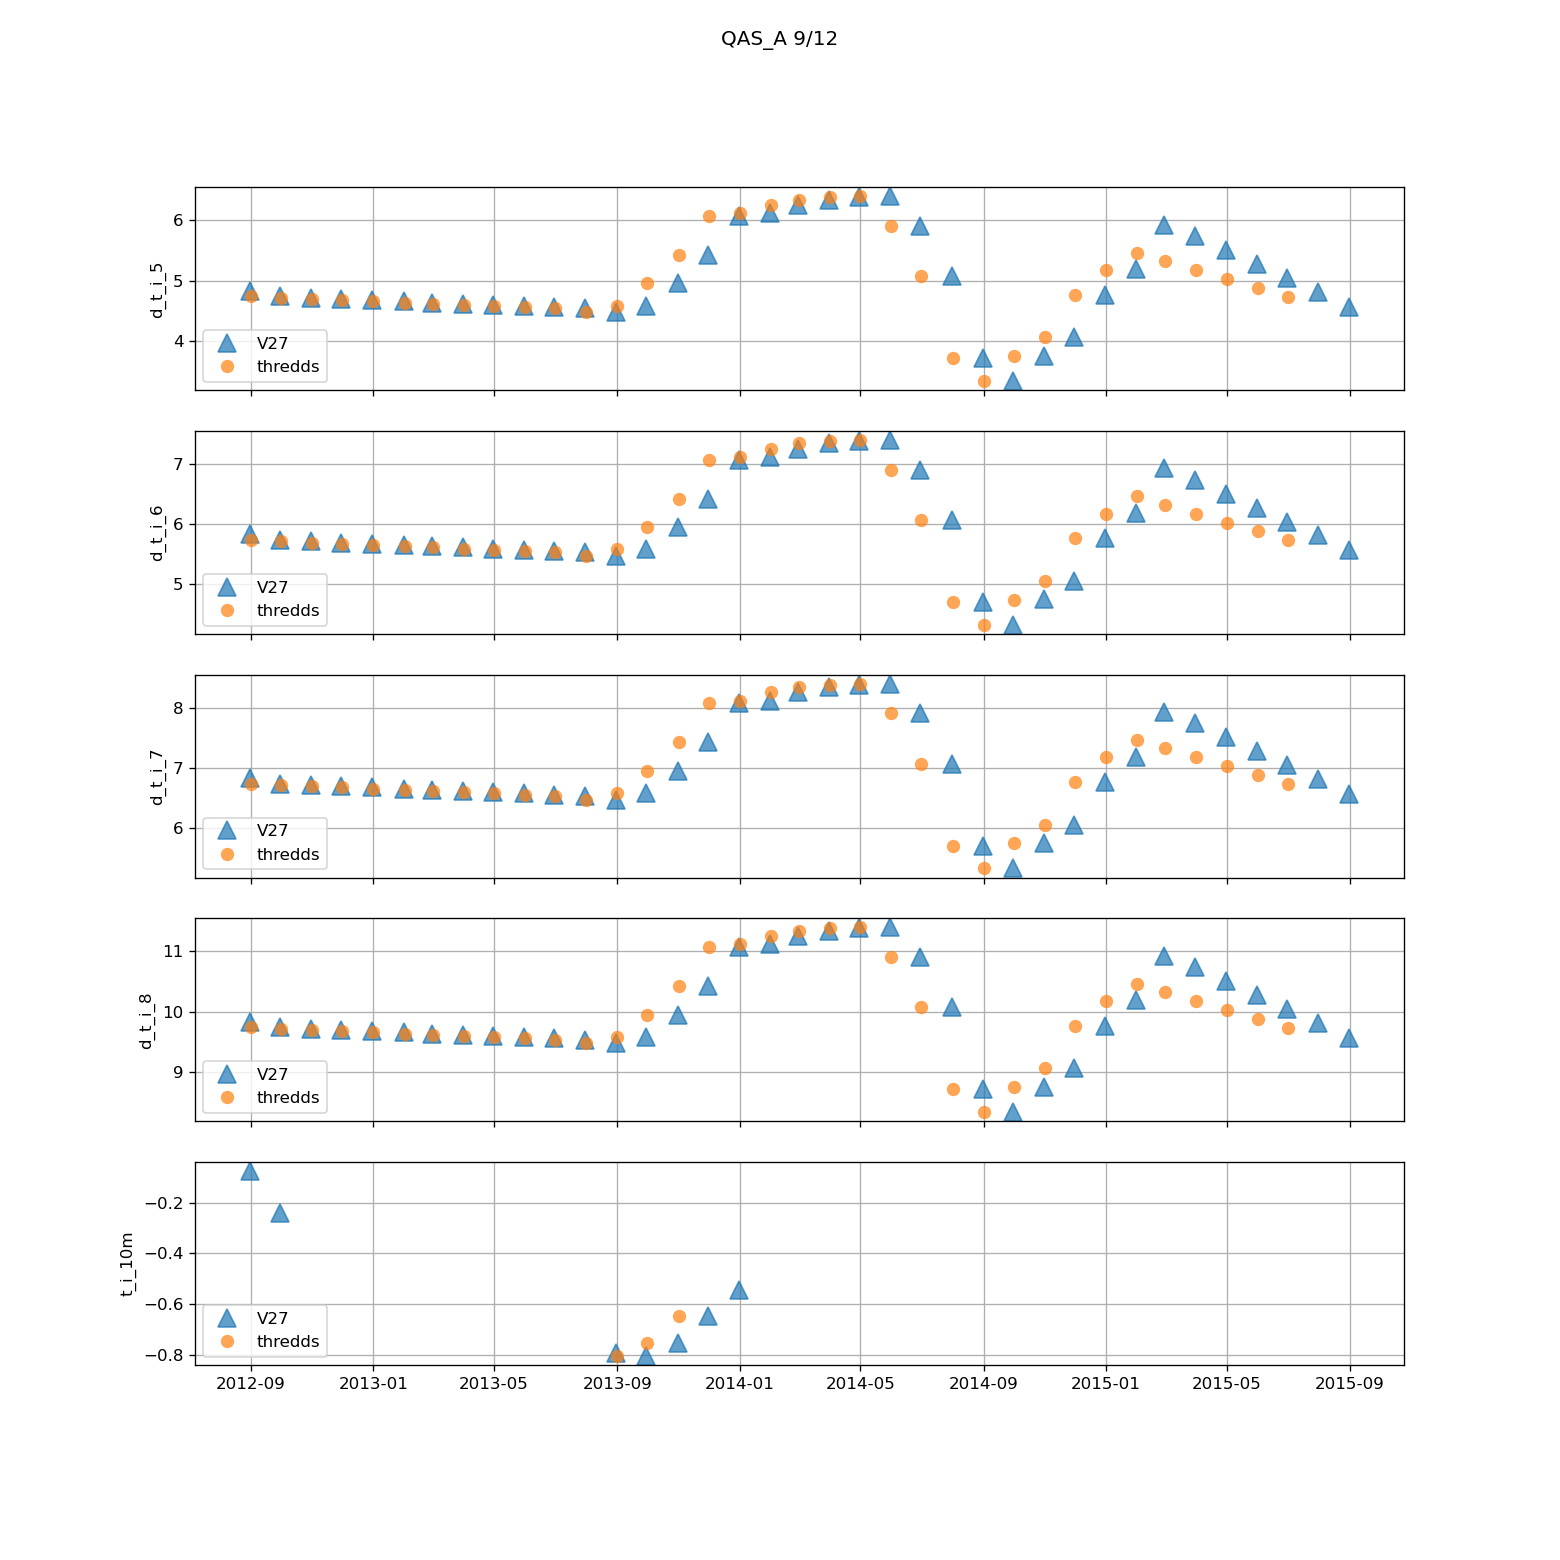 QAS_A 9/12
d_t_i_5
6
5
4
V27
thredds
d_t_i_6
7
6
5
V27
thredds
d_t_i_7
8
7
6
V27
thredds
d_t_i_8
11
10
9
V27
thredds
t_i_10m
−0.2
−0.4
−0.6
−0.8
V27
thredds
2012-09 2013-01 2013-05 2013-09 2014-01 2014-05 2014-09 2015-01 2015-05 2015-09